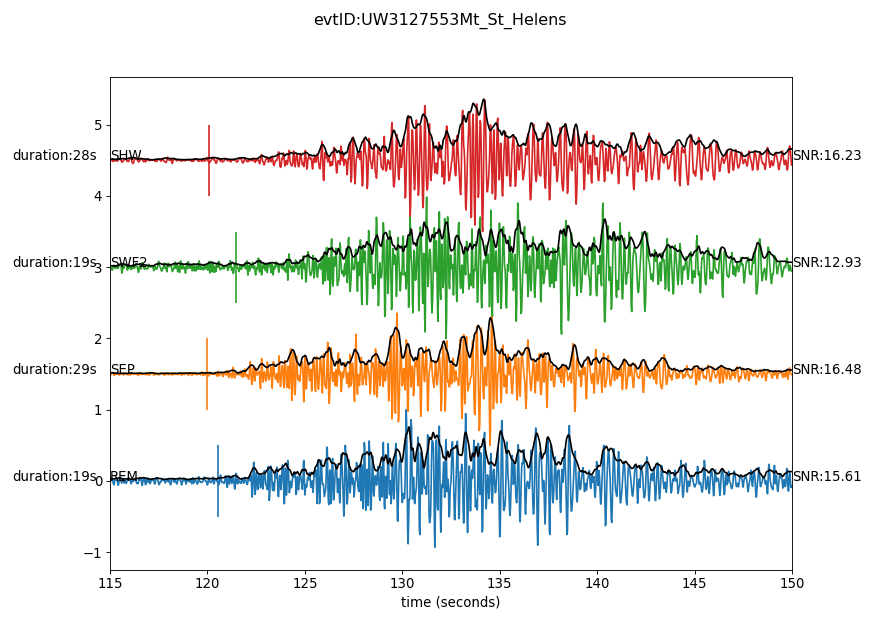 evtID:UW3127553Mt_St_Helens
5
duration:28s SHW SNR:16.23
4
duration:19s SWF2 SNR:12.93
3
2
duration:29s SEP SNR:16.48
1
duration:19s REM SNR:15.61
0
−1
115 120 125 130 135 140 145 150
time (seconds)